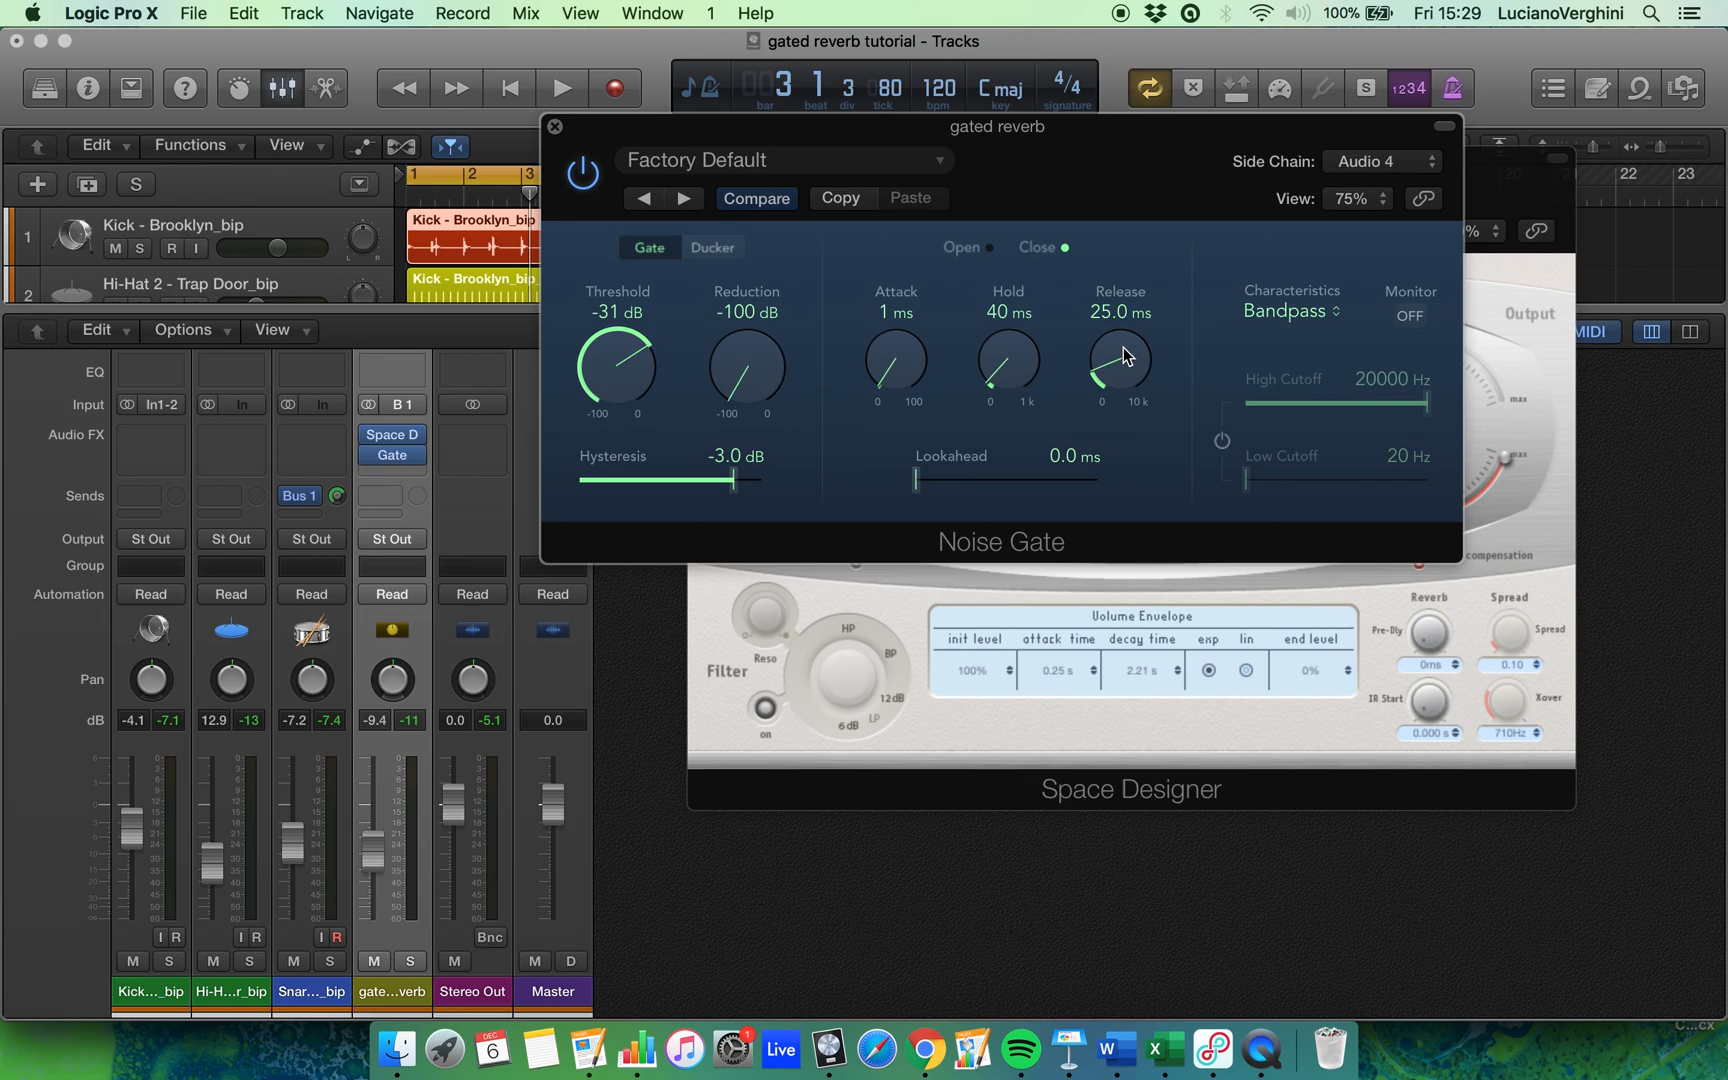 Logic Pro X File Edit Track Navigate Record Mix View Window 1 Help 100% Fri 15:29 LucianoVerghini
gated reverb tutorial - Tracks
3 1 3 80 120 C maj 4/4
bar beat div tick bpm key signature
S 1234
Edit Functions View
gated reverb
Factory Default
Side Chain: Audio 4
Compare Copy Paste
View: 75%
S
1 2 3
20 22 23
%
1 Kick - Brooklyn_bip
M S R I
L R
Kick - Brooklyn_bip
2 Hi-Hat 2 - Trap Door_bip
Kick - Brooklyn_bip
Gate Ducker Open Close
Threshold Reduction Attack Hold Release Characteristics Monitor
-31 dB -100 dB 1 ms 40 ms 25.0 ms Bandpass OFF
-100 0 -100 0 0 100 0 1 k 0 10 k
High Cutoff 20000 Hz
Hysteresis -3.0 dB Lookahead 0.0 ms Low Cutoff 20 Hz
Noise Gate
Output
max
max
compensation
Edit Options View
MIDI
EQ
Input In1-2 In In B 1
Audio FX Space D
Gate
Sends Bus 1
Output St Out St Out St Out St Out
Group
Automation Read Read Read Read Read Read
Pan
dB -4.1 -7.1 12.9 -13 -7.2 -7.4 -9.4 -11 0.0 -5.1 0.0
I R I R I R Bnc
M S M S M S M S M M D
Kick..._bip Hi-H...r_bip Snar..._bip gate...verb Stereo Out Master
Filter
Reso
on
HP
BP
12dB
LP
6dB
Volume Envelope
init level attack time decay time exp lin end level
100% 0.25 s 2.21 s 0%
Reverb Spread
Pre-Dly Spread
0ms 0.10
IR Start Xover
0.000 s 710Hz
Space Designer
DEC
6
1
Live
W
X
C...cx